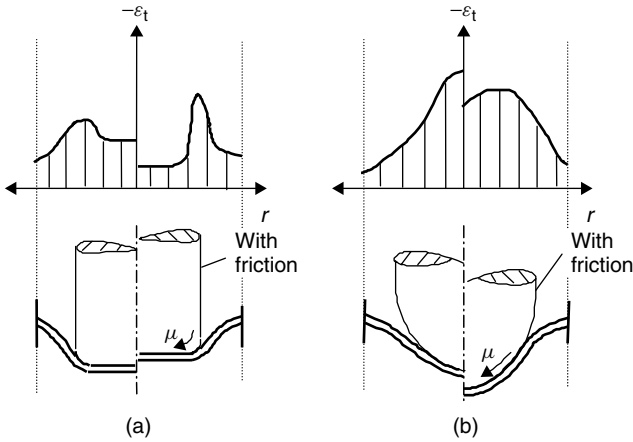 −εt
−εt
r
r
With
friction
With
friction
μ
μ
(a)
(b)